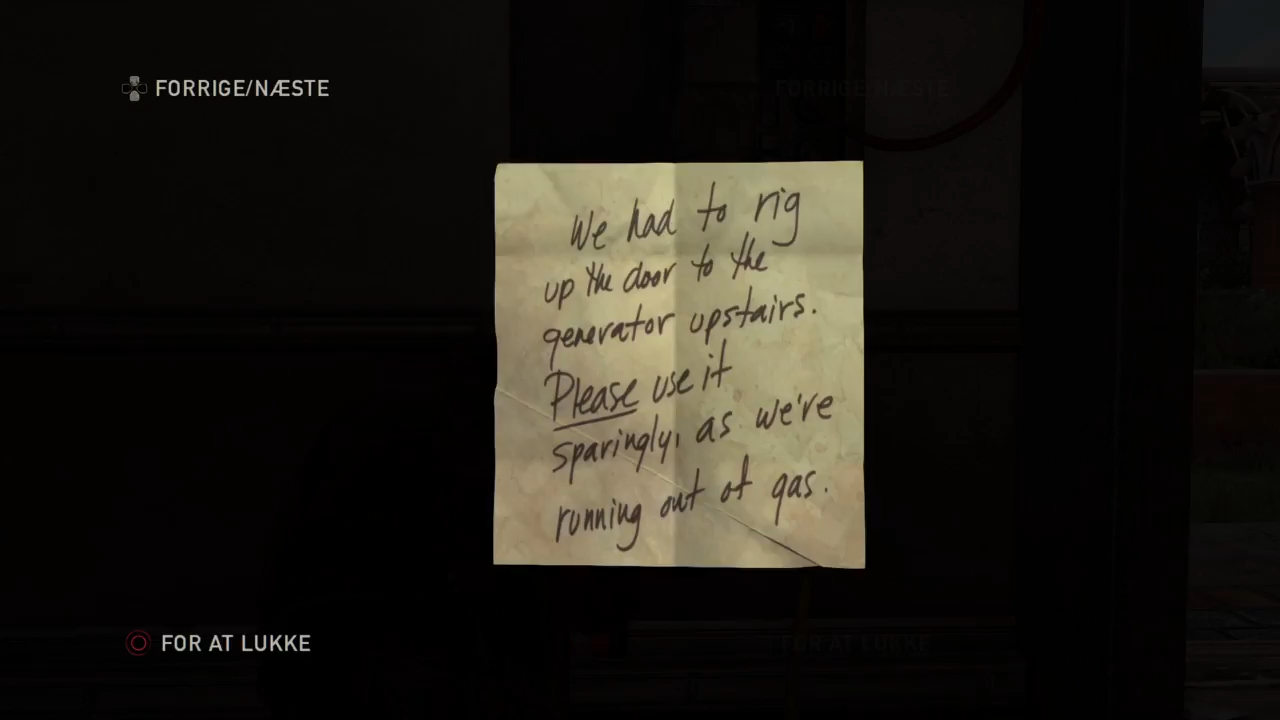 FORRIGE/NÆSTE
We had to rig
up the door to the
generator upstairs.
Please use it
sparingly, as we're
running out of gas.
FOR AT LUKKE